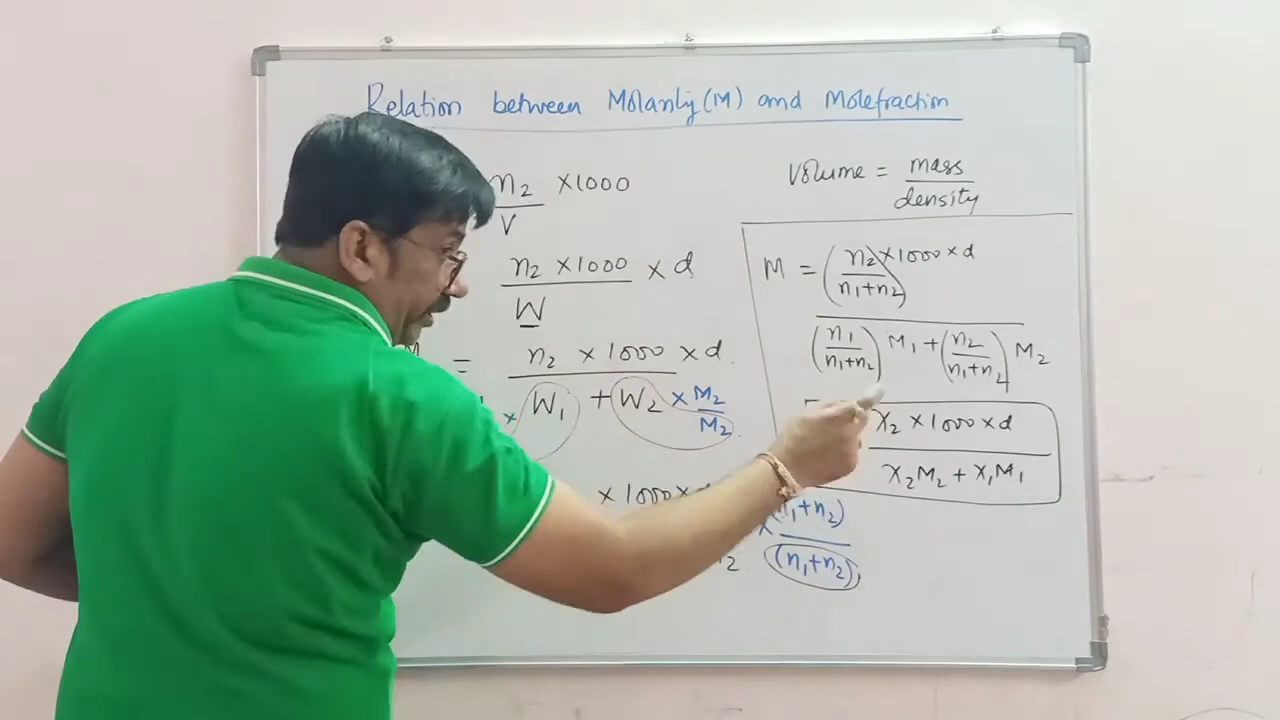 Relation between Molarity (M) and Molefraction
n₂ ×1000
V
Volume = mass
density
n₂ ×1000 × d
W
M = (n₂ ×1000×d
n₁+n₂)
(n₁ / n₁+n₂) M₁ + (n₂ / n₁+n₂) M₂
= n₂ × 1000 × d
× W₁ + W₂ × M₂
M₂
x₂ × 1000 × d
x₂M₂ + x₁M₁
× 1000 × d
× (n₁+n₂)
(n₁+n₂)